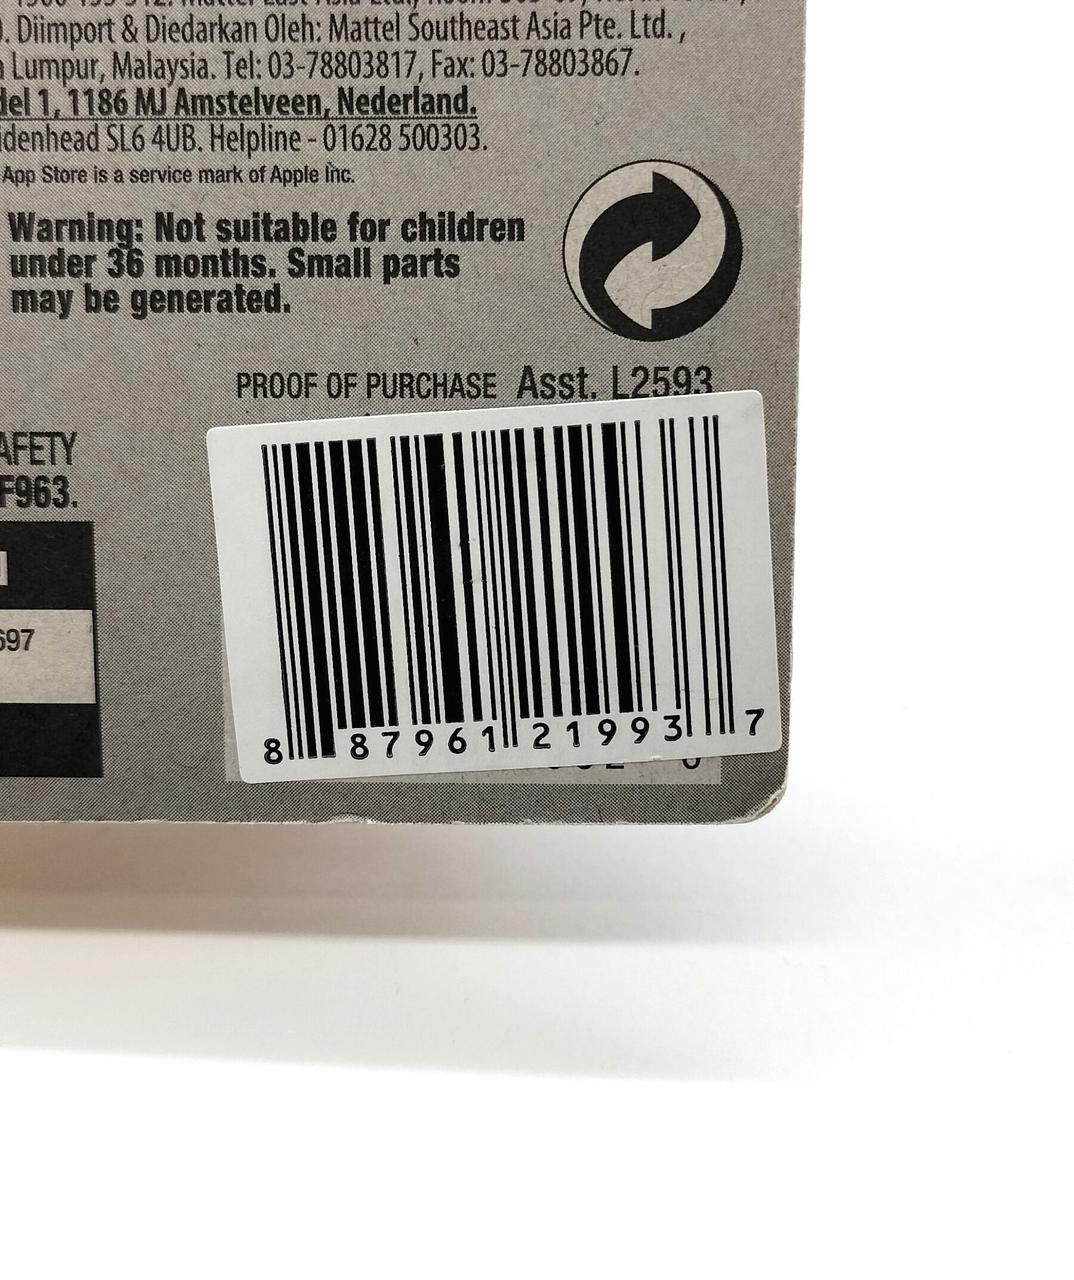 ). Diimport & Diedarkan Oleh: Mattel Southeast Asia Pte. Ltd. ,
Lumpur, Malaysia. Tel: 03-78803817, Fax: 03-78803867.
del 1, 1186 MJ Amstelveen, Nederland.
idenhead SL6 4UB. Helpline - 01628 500303.
App Store is a service mark of Apple Inc.
Warning: Not suitable for children
under 36 months. Small parts
may be generated.
PROOF OF PURCHASE Asst. L2593
AFETY
F963.
697
8 87961 21993 7